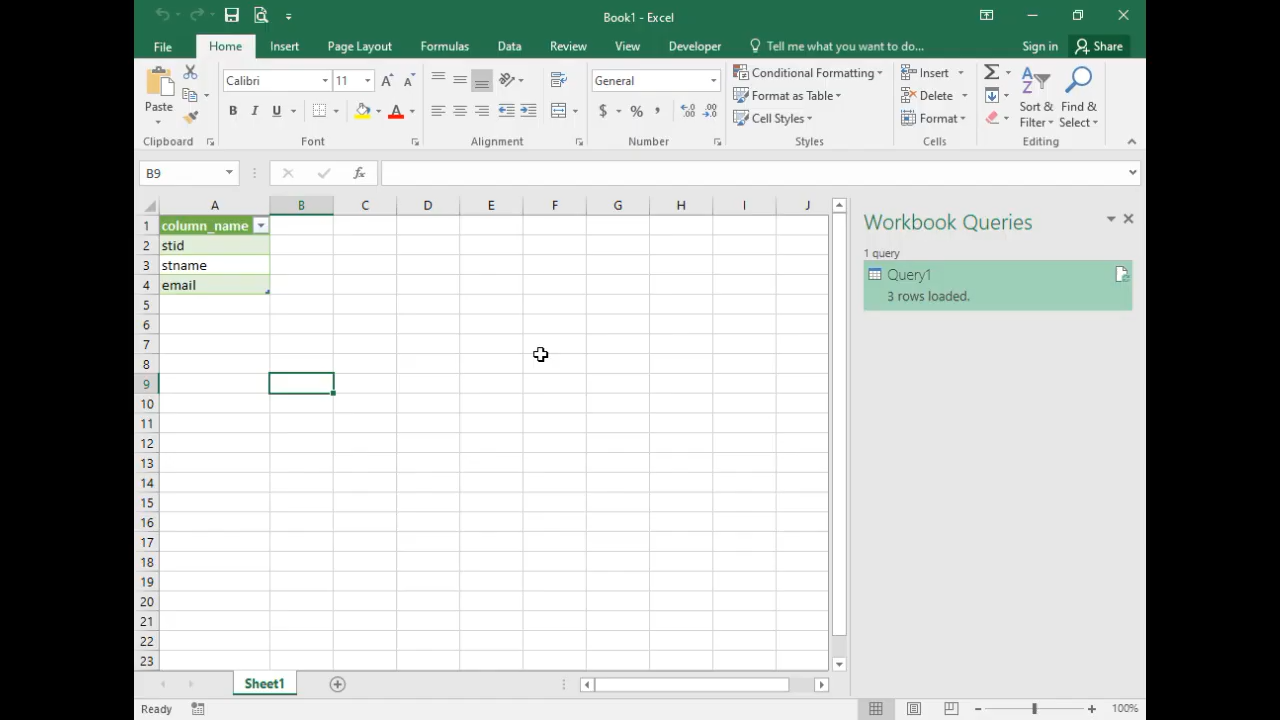 Book1 - Excel
File Home Insert Page Layout Formulas Data Review View Developer Tell me what you want to do... Sign in Share
Paste
Clipboard
Calibri 11
B I U
Font
Alignment
General
$ % ,
Number
Conditional Formatting
Format as Table
Cell Styles
Styles
Insert
Delete
Format
Cells
Sort & Filter
Find & Select
Editing
B9 fx
A B C D E F G H I J
1 column_name
2 stid
3 stname
4 email
5
6
7
8
9
10
11
12
13
14
15
16
17
18
19
20
21
22
23
Workbook Queries
1 query
Query1
3 rows loaded.
Sheet1
Ready
100%